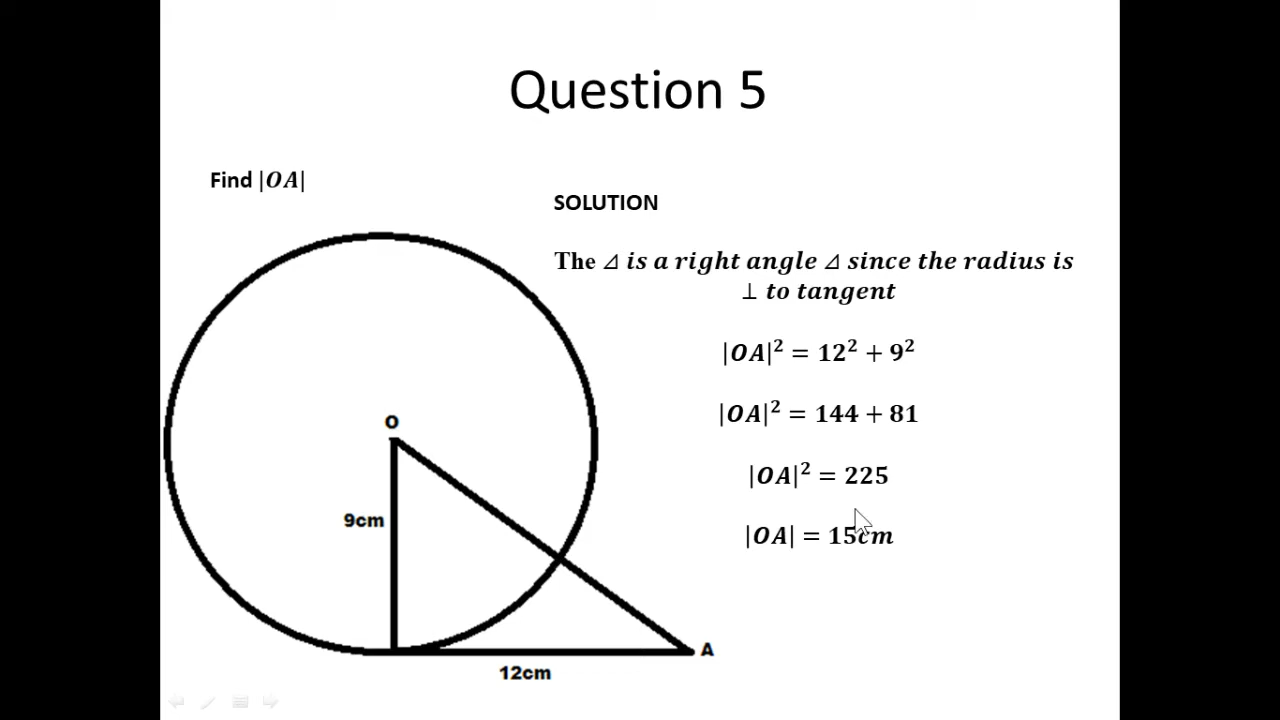 Question 5
Find |OA|
SOLUTION
The ⊿ is a right angle ⊿ since the radius is
⊥ to tangent
|OA|² = 12² + 9²
|OA|² = 144 + 81
|OA|² = 225
|OA| = 15cm
O
9cm
A
12cm